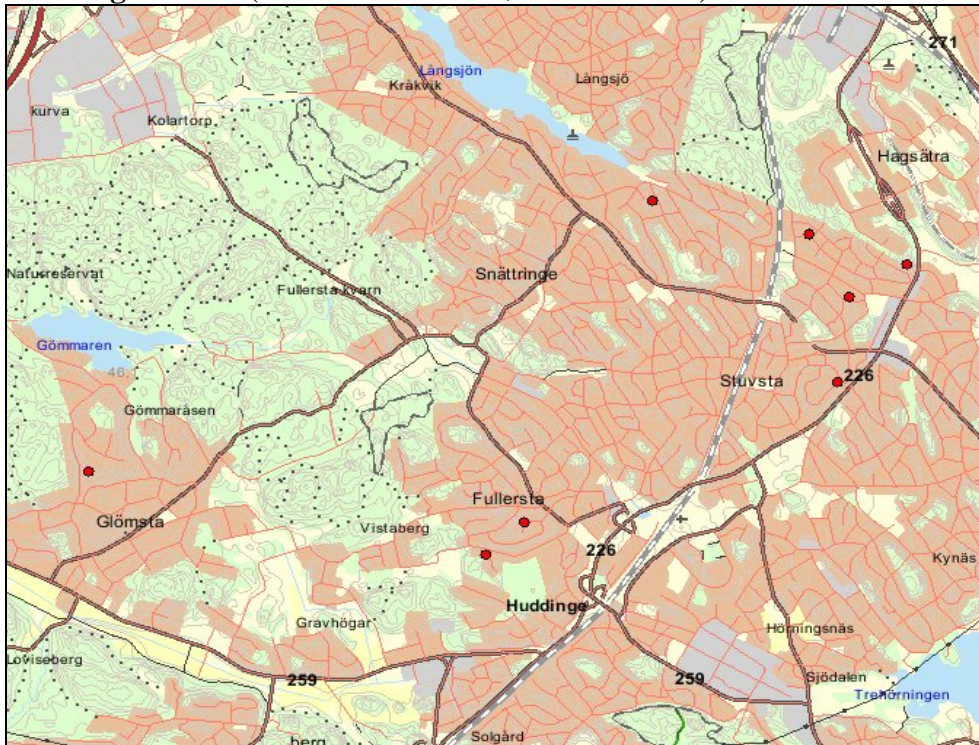 271
Långsjön
Långsjö
Kråkvik
kurva
Kolartorp
Hagsätra
Snättringe
Naturreservat
Fullersta kvarn
Gömmaren
46
Stuvsta
226
Gömmaråsen
Fullersta
Glömsta
Vistaberg
226
Kynäs
Huddinge
Gravhögar
Hörningsnäs
Loviseberg
259
259
Sjödalen
Trehörningen
Solgård
berg